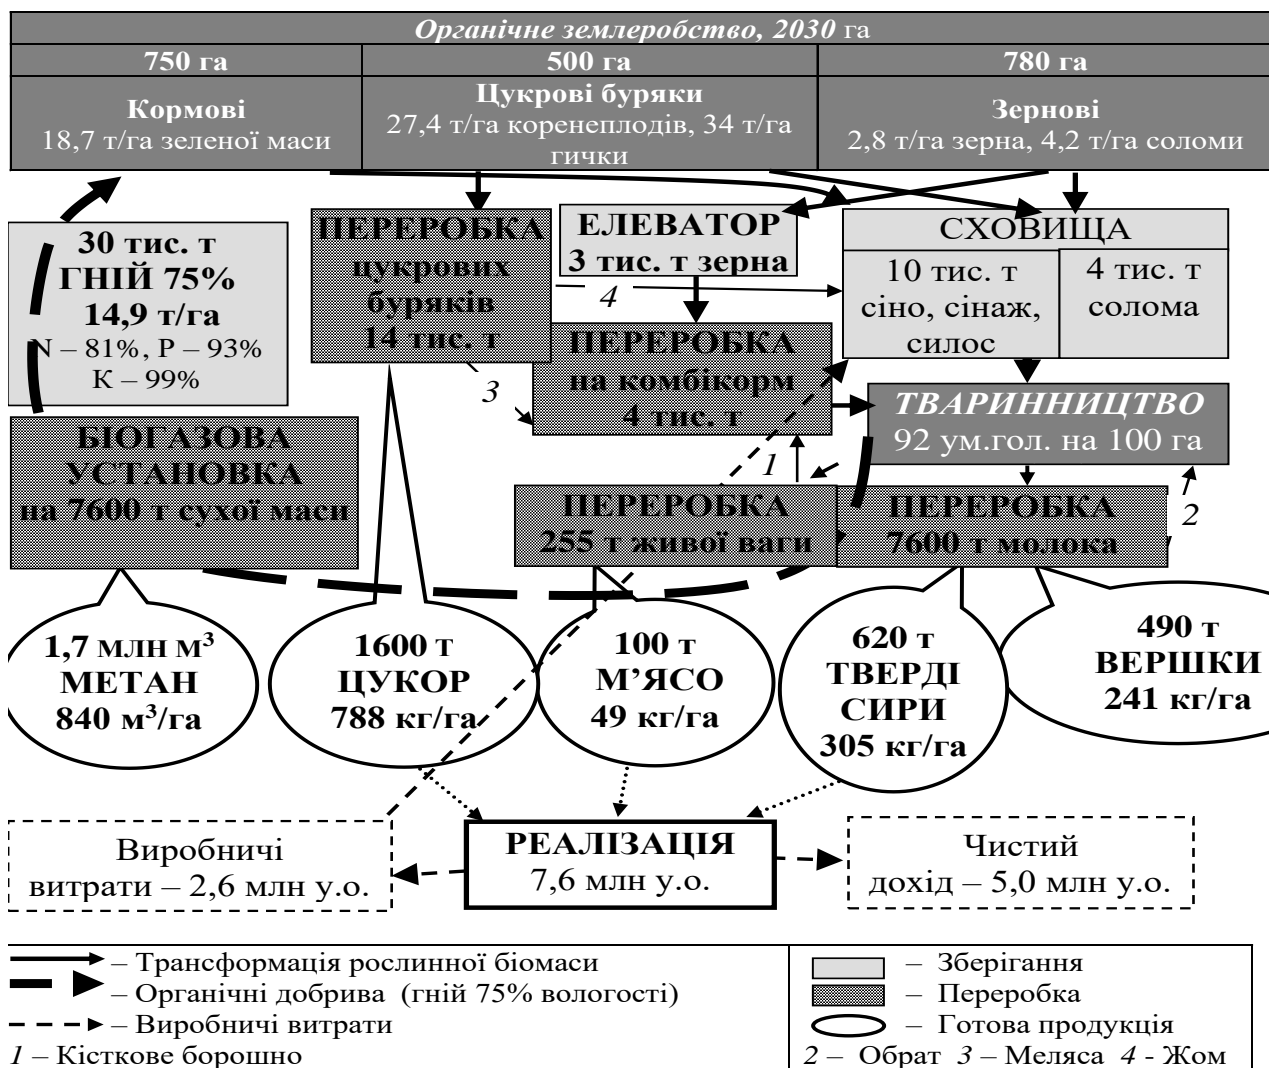 Органічне землеробство, 2030 га
750 га
500 га
780 га
Кормові
18,7 т/га зеленої маси
Цукрові буряки
27,4 т/га коренеплодів, 34 т/га
гички
Зернові
2,8 т/га зерна, 4,2 т/га соломи
30 тис. т
ГНІЙ 75%
14,9 т/га
N – 81%, P – 93%
К – 99%
ПЕРЕРОБКА
цукрових
буряків
14 тис. т
ЕЛЕВАТОР
3 тис. т зерна
СХОВИЩА
10 тис. т
сіно, сінаж,
силос
4 тис. т
солома
4
ПЕРЕРОБКА
на комбікорм
4 тис. т
3
ТВАРИННИЦТВО
92 ум.гол. на 100 га
БІОГАЗОВА
УСТАНОВКА
на 7600 т сухої маси
1
ПЕРЕРОБКА
255 т живої ваги
ПЕРЕРОБКА
7600 т молока
2
1,7 млн м³
МЕТАН
840 м³/га
1600 т
ЦУКОР
788 кг/га
100 т
М’ЯСО
49 кг/га
620 т
ТВЕРДІ
СИРИ
305 кг/га
490 т
ВЕРШКИ
241 кг/га
Виробничі
витрати – 2,6 млн у.о.
РЕАЛІЗАЦІЯ
7,6 млн у.о.
Чистий
дохід – 5,0 млн у.о.
– Трансформація рослинної біомаси
– Органічні добрива (гній 75% вологості)
– Виробничі витрати
1 – Кісткове борошно
– Зберігання
– Переробка
– Готова продукція
2 – Обрат 3 – Меляса 4 - Жом